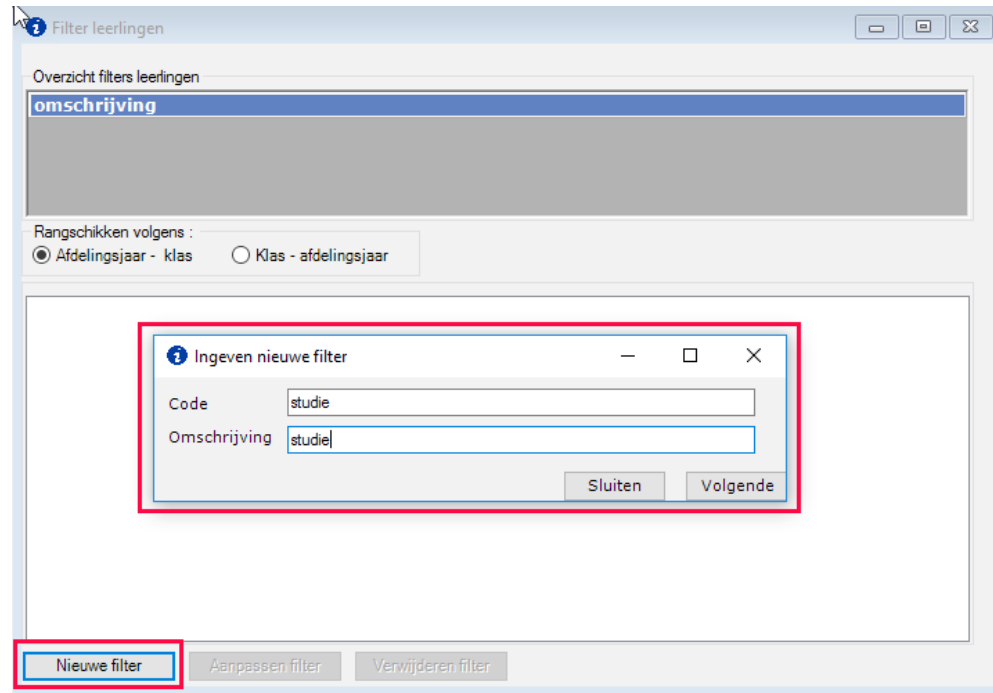 Filter leerlingen
Overzicht filters leerlingen
omschrijving
Rangschikken volgens :
Afdelingsjaar - klas Klas - afdelingsjaar
Ingeven nieuwe filter
Code studie
Omschrijving studie
Sluiten Volgende
Nieuwe filter Aanpassen filter Verwijderen filter